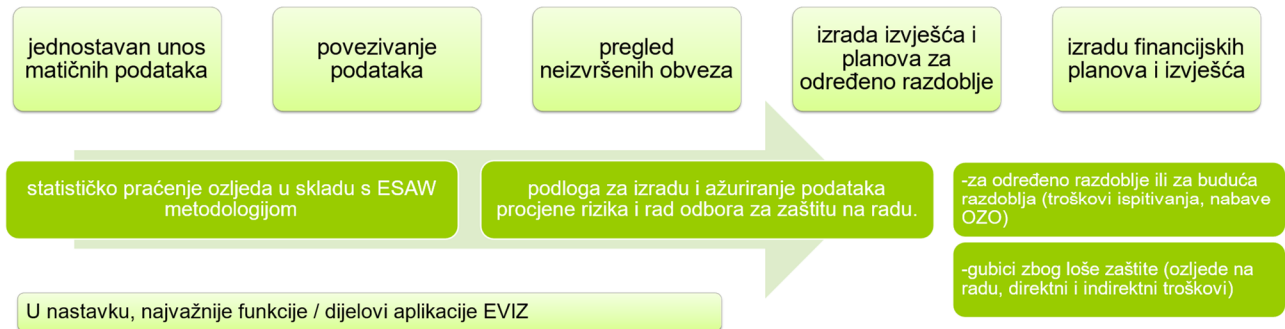 jednostavan unos
matičnih podataka
povezivanje
podataka
pregled
neizvršenih obveza
izrada izvješća i
planova za
određeno razdoblje
izradu financijskih
planova i izvješća
statističko praćenje ozljeda u skladu s ESAW
metodologijom
podloga za izradu i ažuriranje podataka
procjene rizika i rad odbora za zaštitu na radu.
-za određeno razdoblje ili za buduća
razdoblja (troškovi ispitivanja, nabave
OZO)
-gubici zbog loše zaštite (ozljede na
radu, direktni i indirektni troškovi)
U nastavku, najvažnije funkcije / dijelovi aplikacije EVIZ